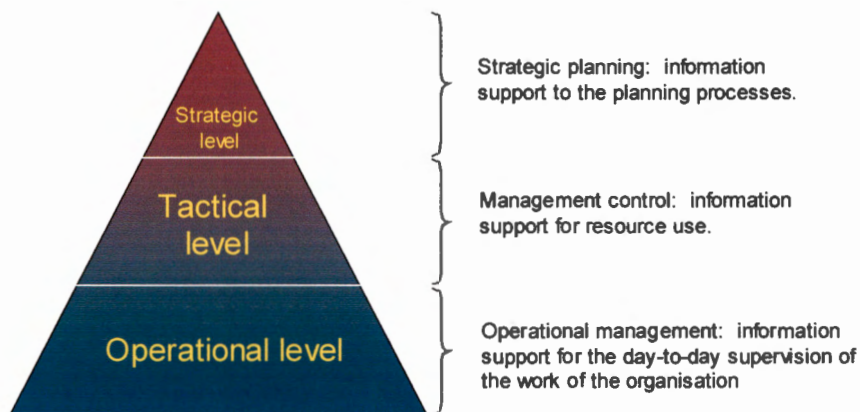 Strategic
level
Strategic planning: information
support to the planning processes.
Tactical
level
Management control: information
support for resource use.
Operational level
Operational management: information
support for the day-to-day supervision of
the work of the organisation